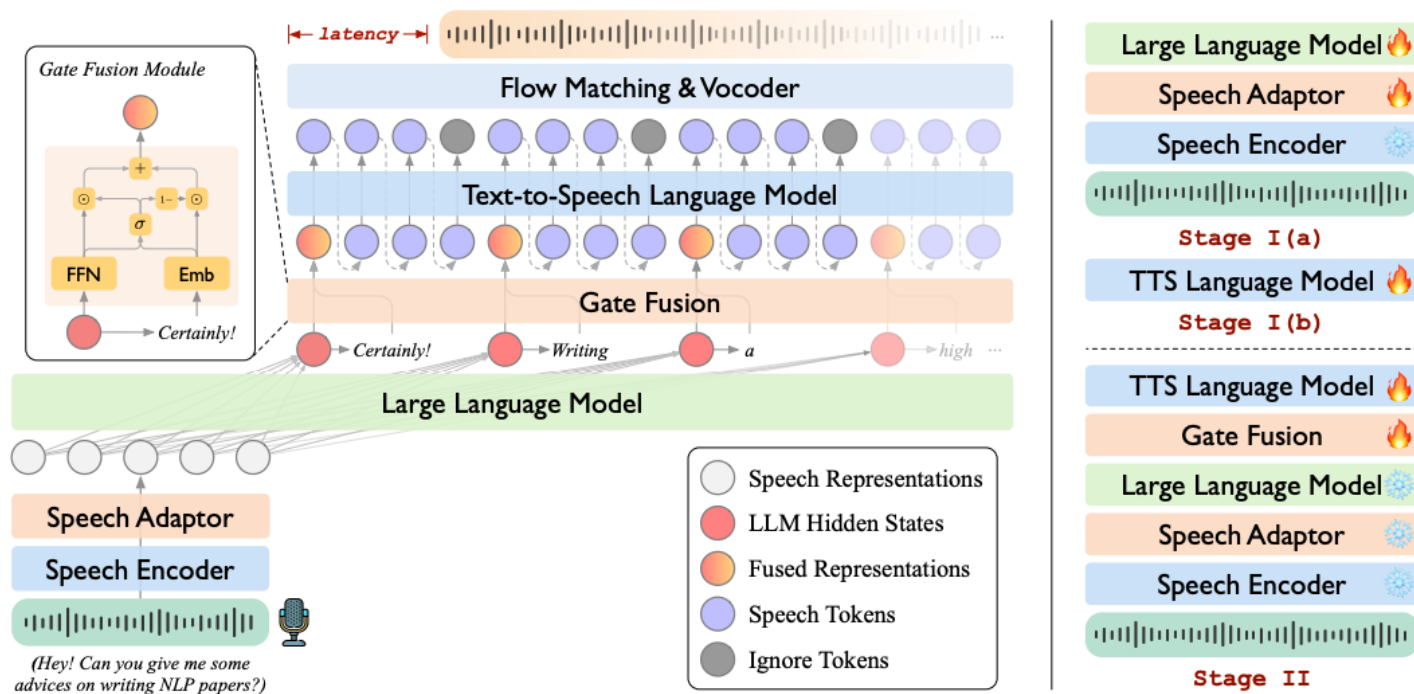 latency
...
Gate Fusion Module
+
⊙
1−
⊙
σ
FFN
Emb
Certainly!
Flow Matching & Vocoder
Text-to-Speech Language Model
Gate Fusion
Certainly!
Writing
a
high
...
Large Language Model
Speech Adaptor
Speech Encoder
(Hey! Can you give me some
advices on writing NLP papers?)
Speech Representations
LLM Hidden States
Fused Representations
Speech Tokens
Ignore Tokens
Large Language Model
Speech Adaptor
Speech Encoder
Stage I(a)
TTS Language Model
Stage I(b)
TTS Language Model
Gate Fusion
Large Language Model
Speech Adaptor
Speech Encoder
Stage II